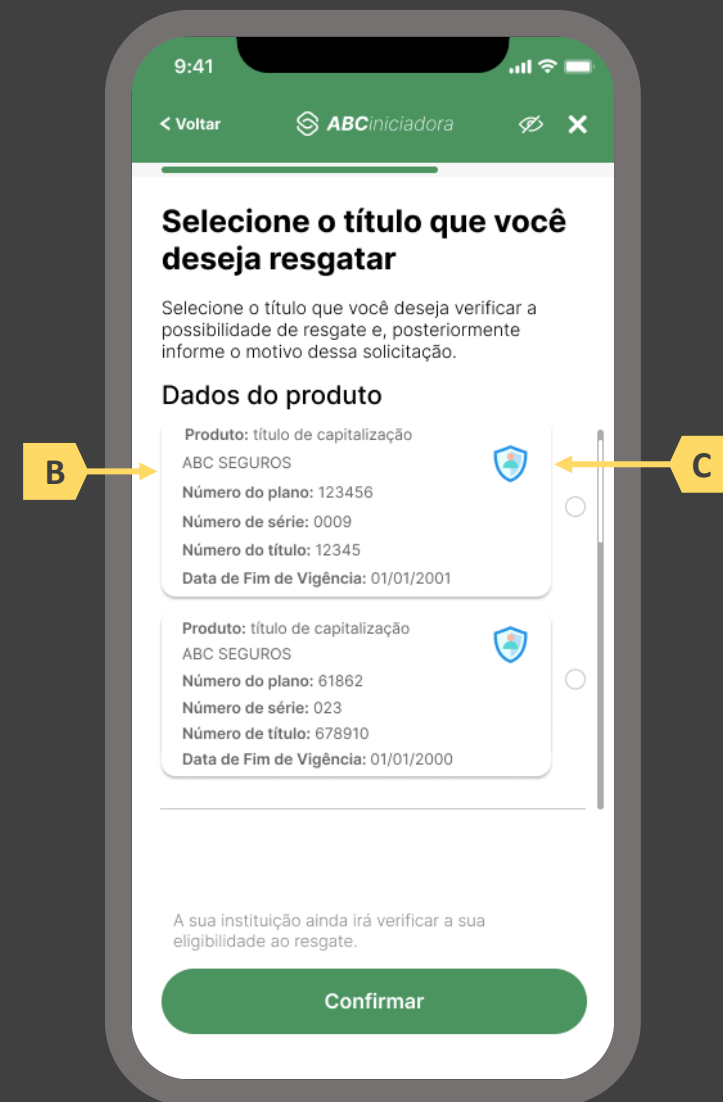 9:41
< Voltar ABCiniciadora
Selecione o título que você
deseja resgatar
Selecione o título que você deseja verificar a
possibilidade de resgate e, posteriormente
informe o motivo dessa solicitação.
Dados do produto
Produto: título de capitalização
ABC SEGUROS
Número do plano: 123456
Número de série: 0009
Número do título: 12345
Data de Fim de Vigência: 01/01/2001
B
C
Produto: título de capitalização
ABC SEGUROS
Número do plano: 61862
Número de série: 023
Número de título: 678910
Data de Fim de Vigência: 01/01/2000
A sua instituição ainda irá verificar a sua
eligibilidade ao resgate.
Confirmar